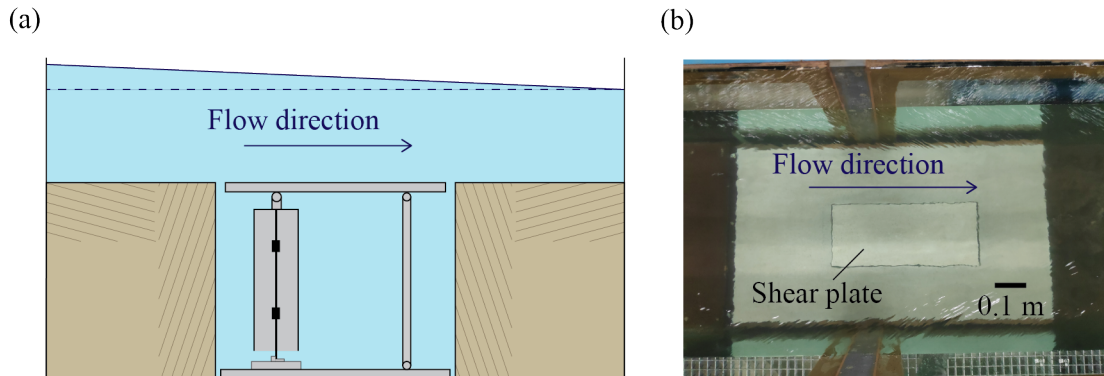 (a)
(b)
Flow direction
Flow direction
Shear plate
0.1 m